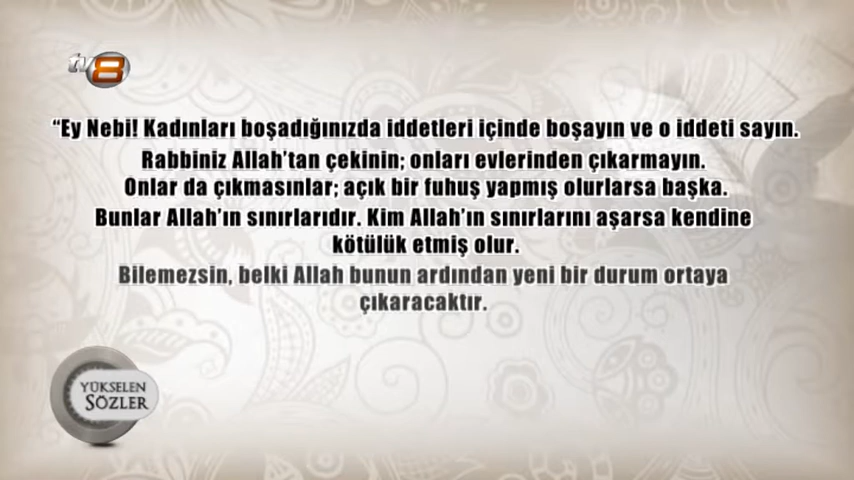 tv8
“Ey Nebi! Kadınları boşadığınızda iddetleri içinde boşayın ve o iddeti sayın.
Rabbiniz Allah’tan çekinin; onları evlerinden çıkarmayın.
Onlar da çıkmasınlar; açık bir fuhuş yapmış olurlarsa başka.
Bunlar Allah’ın sınırlarıdır. Kim Allah’ın sınırlarını aşarsa kendine
kötülük etmiş olur.
Bilemezsin, belki Allah bunun ardından yeni bir durum ortaya
çıkaracaktır.
YÜKSELEN
SÖZLER